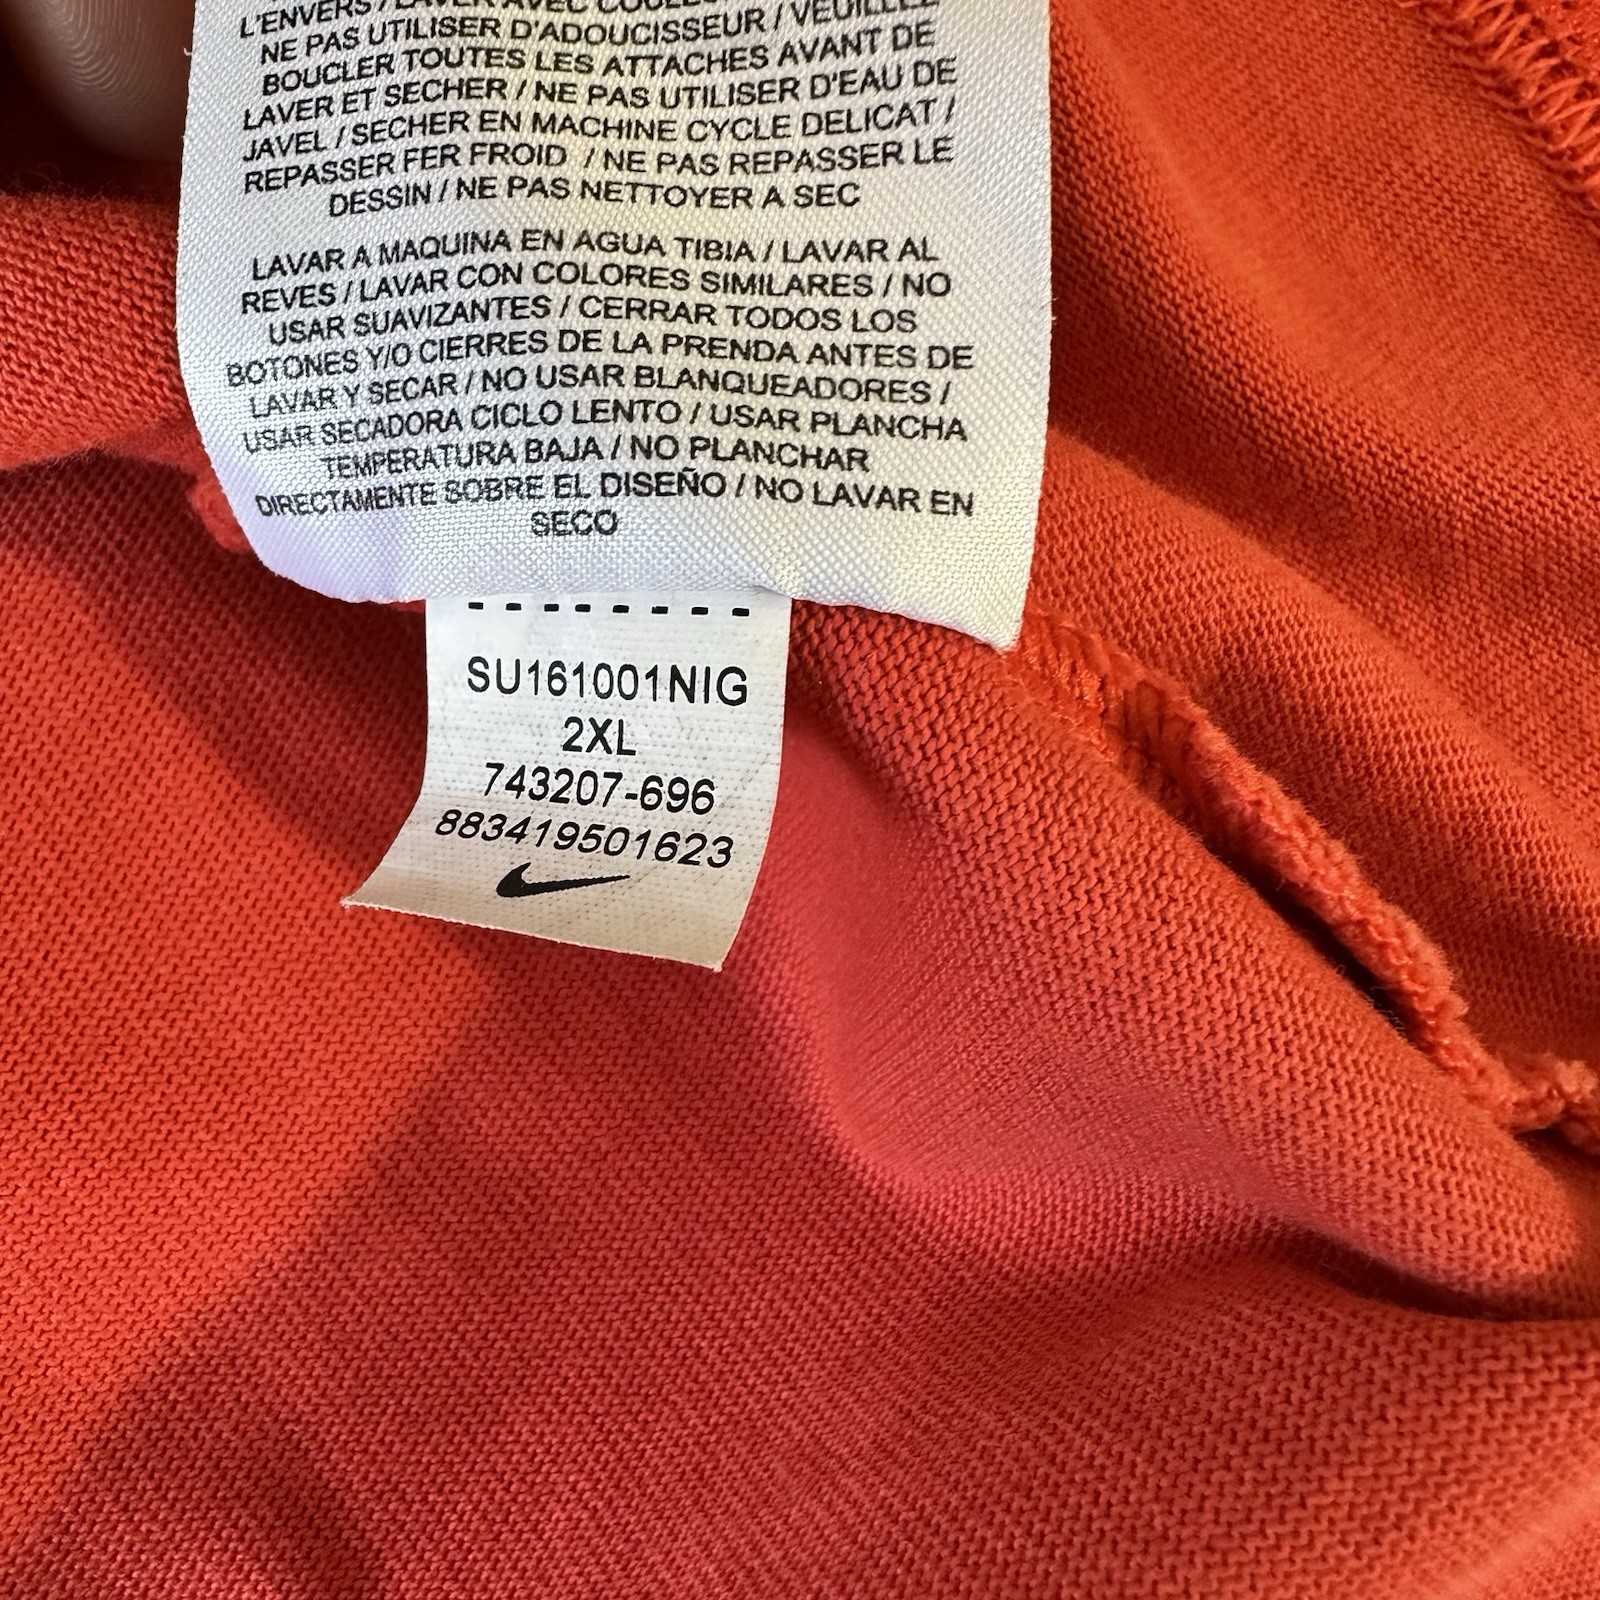 L'ENVERS / LAVER AVEC
NE PAS UTILISER D'ADOUCISSEUR / VEUILLEZ
BOUCLER TOUTES LES ATTACHES AVANT DE
LAVER ET SECHER / NE PAS UTILISER D'EAU DE
JAVEL / SECHER EN MACHINE CYCLE DELICAT /
REPASSER FER FROID / NE PAS REPASSER LE
DESSIN / NE PAS NETTOYER A SEC
LAVAR A MAQUINA EN AGUA TIBIA / LAVAR AL
REVES / LAVAR CON COLORES SIMILARES / NO
USAR SUAVIZANTES / CERRAR TODOS LOS
BOTONES Y/O CIERRES DE LA PRENDA ANTES DE
LAVAR Y SECAR / NO USAR BLANQUEADORES /
USAR SECADORA CICLO LENTO / USAR PLANCHA
TEMPERATURA BAJA / NO PLANCHAR
DIRECTAMENTE SOBRE EL DISEÑO / NO LAVAR EN
SECO
SU161001NIG
2XL
743207-696
883419501623